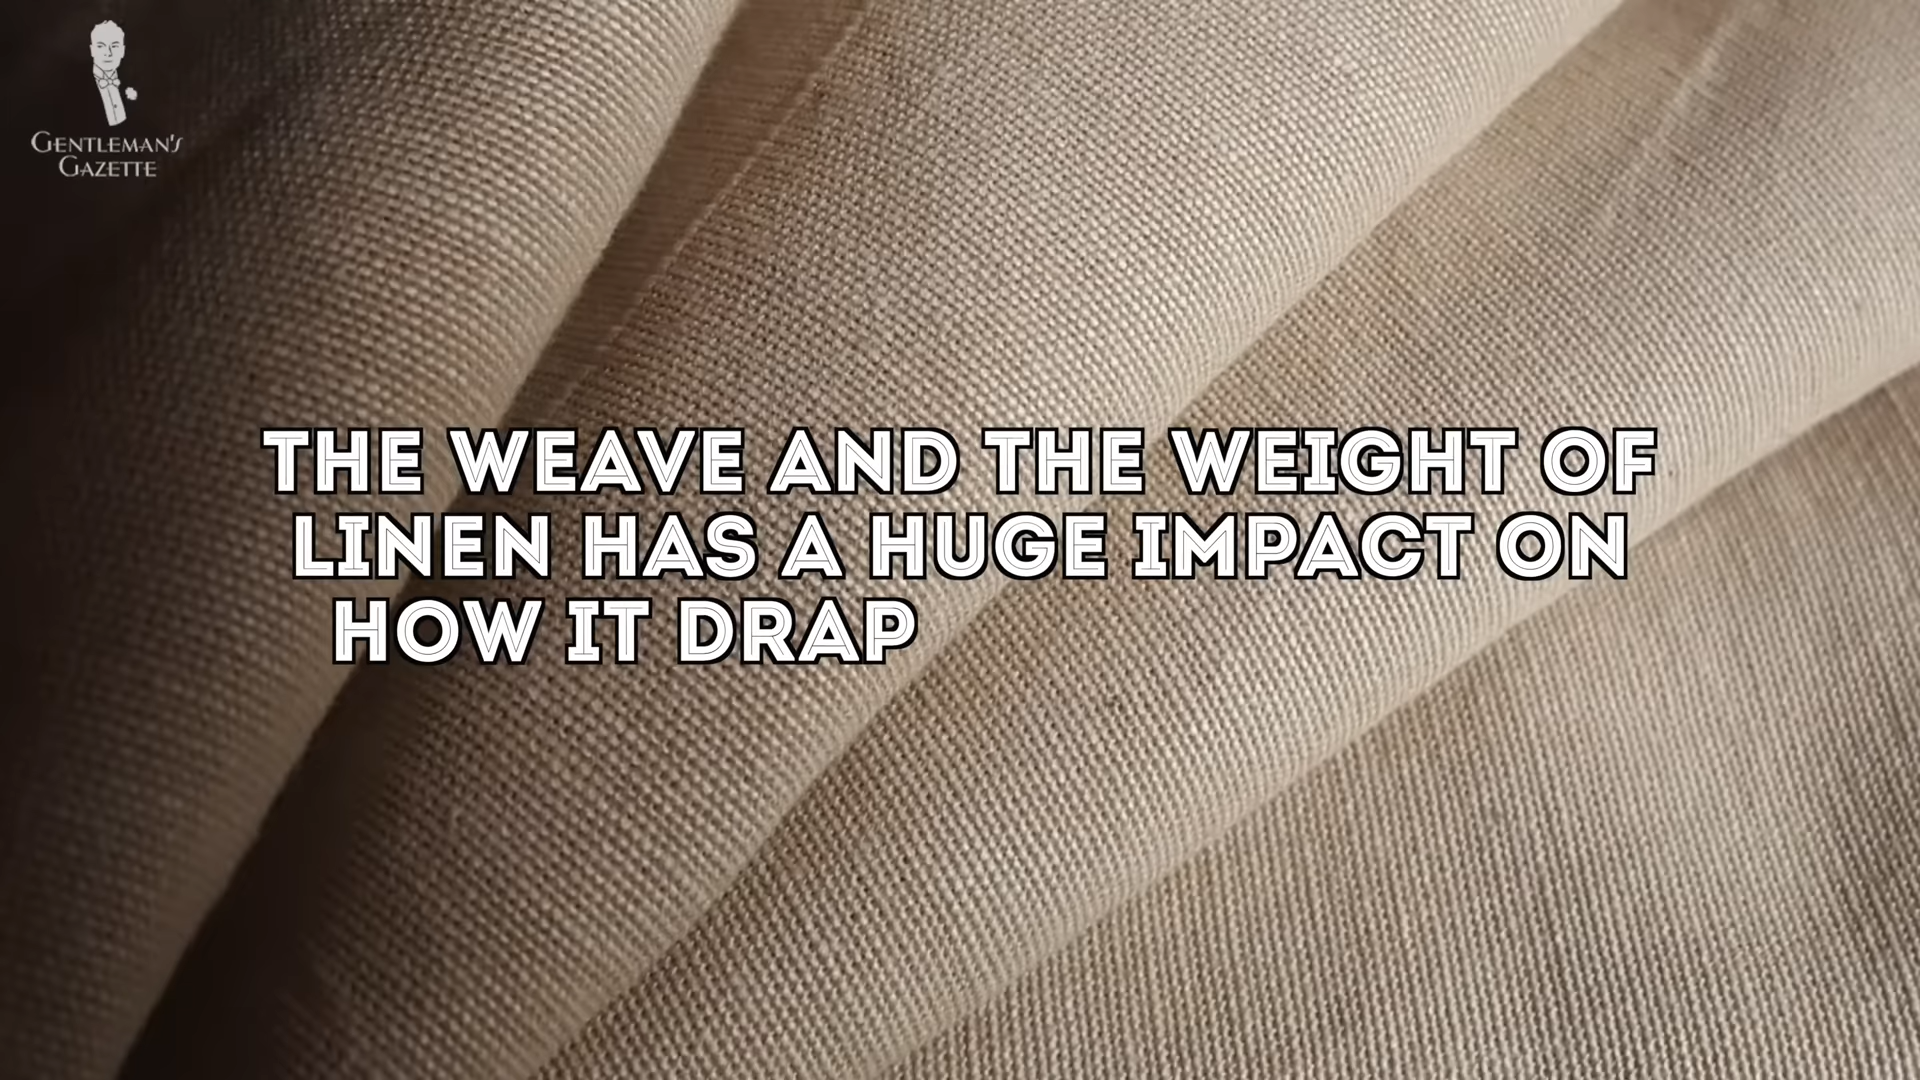 GENTLEMAN'S
GAZETTE
THE WEAVE AND THE WEIGHT OF
LINEN HAS A HUGE IMPACT ON
HOW IT DRAP